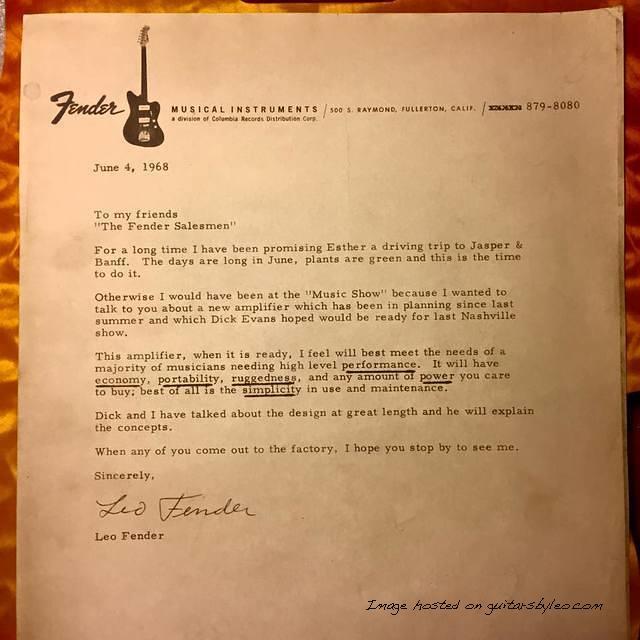 Fender MUSICAL INSTRUMENTS / 500 S. RAYMOND, FULLERTON, CALIF. / 879-8080
a division of Columbia Records Distribution Corp.
June 4, 1968
To my friends
"The Fender Salesmen"
For a long time I have been promising Esther a driving trip to Jasper &
Banff. The days are long in June, plants are green and this is the time
to do it.
Otherwise I would have been at the "Music Show" because I wanted to
talk to you about a new amplifier which has been in planning since last
summer and which Dick Evans hoped would be ready for last Nashville
show.
This amplifier, when it is ready, I feel will best meet the needs of a
majority of musicians needing high level performance. It will have
economy, portability, ruggedness, and any amount of power you care
to buy; best of all is the simplicity in use and maintenance.
Dick and I have talked about the design at great length and he will explain
the concepts.
When any of you come out to the factory, I hope you stop by to see me.
Sincerely,
Leo Fender
Leo Fender
Image hosted on guitarsbyleo.com